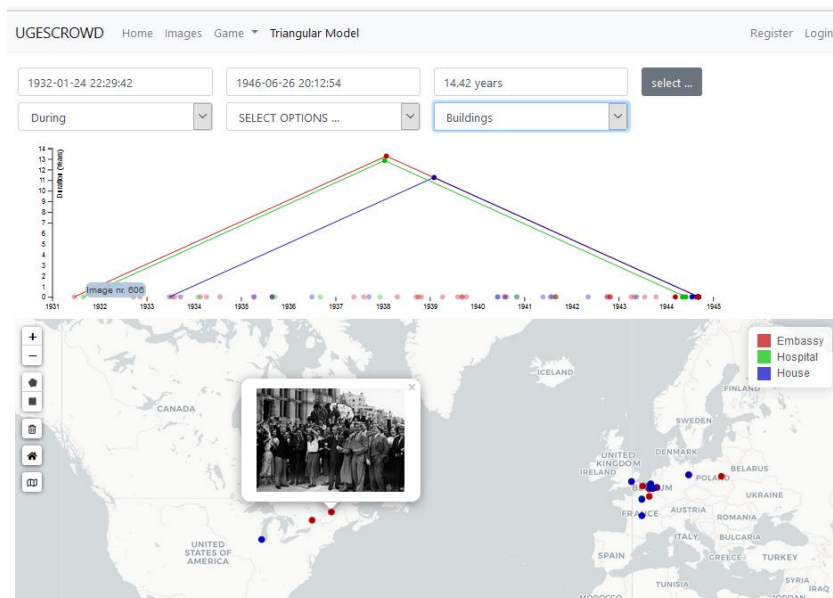 UGESCROWD Home Images Game Triangular Model Register Login
1932-01-24 22:29:42 1946-06-26 20:12:54 14.42 years select ...
During SELECT OPTIONS ... Buildings
14
13
12
11
10
9
8
7
6
5
4
3
2
1
0
Duration (Years)
Image nr. 606
1931 1932 1933 1934 1935 1936 1937 1938 1939 1940 1941 1942 1943 1944 1945
+
−
Embassy
Hospital
House
ICELAND
FINLAND
CANADA
SWEDEN
UNITED
KINGDOM
DENMARK
IRELAND
BELARUS
UKRAINE
AUSTRIA
ROMANIA
UNITED
STATES OF
AMERICA
ITALY
BULGARIA
SPAIN
GREECE
TURKEY
TUNISIA
SYRIA
IRAQ
MOROCCO
JORDAN